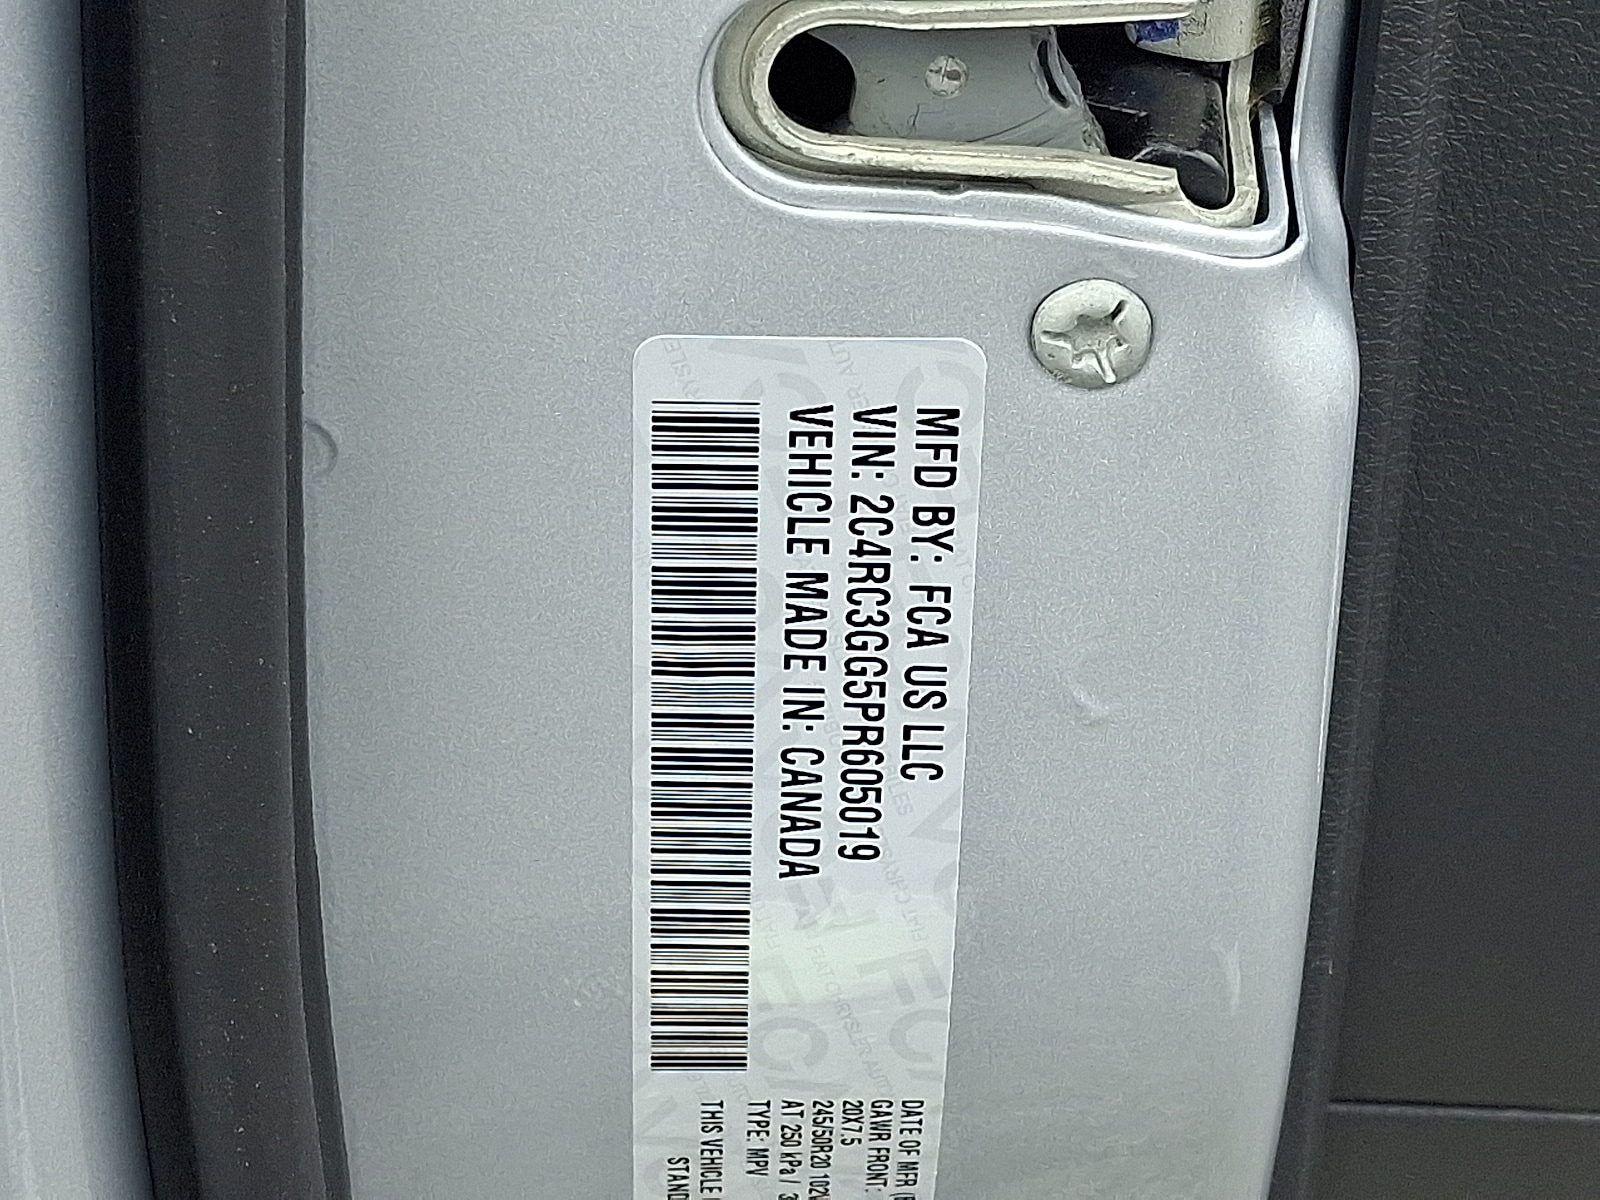 MFD BY: FCA US LLC
VIN: 2C4RC3GG5PR605019
VEHICLE MADE IN: CANADA
DATE OF MFR
GAWR FRONT:
20X7.5
245/50R20 102V
AT 250 kPa /
TYPE: MPV
THIS VEHICLE